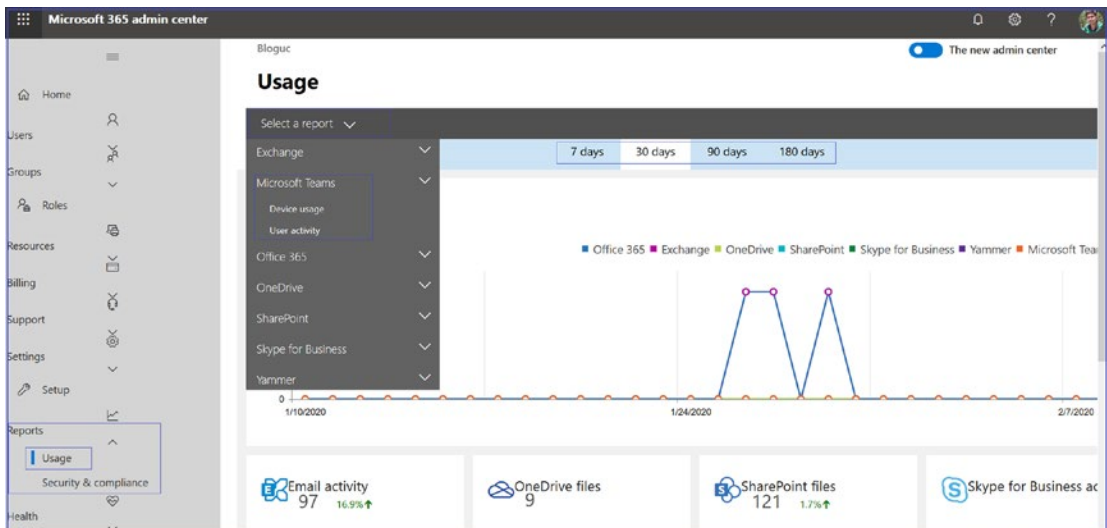 Microsoft 365 admin center
?
Home
Users
Groups
Roles
Resources
Billing
Support
Settings
Setup
Reports
Usage
Security & compliance
Health
Bloguc
The new admin center
Usage
Select a report
Exchange
Microsoft Teams
Device usage
User activity
Office 365
OneDrive
SharePoint
Skype for Business
Yammer
7 days 30 days 90 days 180 days
Office 365 Exchange OneDrive SharePoint Skype for Business Yammer Microsoft Tea
0
1/10/2020 1/24/2020 2/7/2020
Email activity
97 16.9%
OneDrive files
9
SharePoint files
121 1.7%
Skype for Business ac